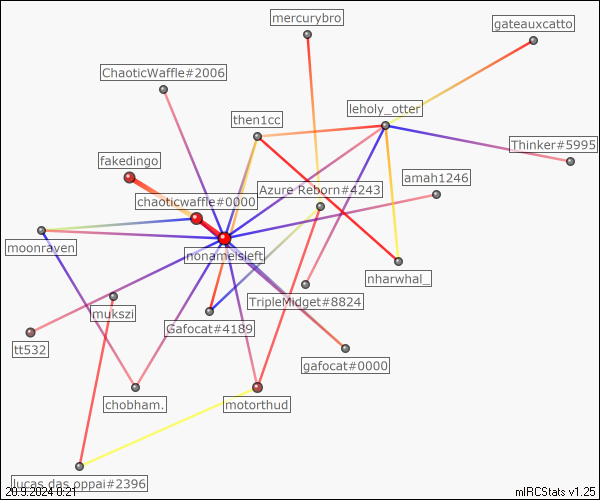 mercurybro
gateauxcatto
ChaoticWaffle#2006
leholy_otter
then1cc
Thinker#5995
fakedingo
amah1246
Azure Reborn#4243
chaoticwaffle#0000
moonraven
nonameisleft
nharwhal_
TripleMidget#8824
mukszi
Gafocat#4189
tt532
gafocat#0000
chobham.
motorthud
lucas das oppai#2396
20.9.2024 0:21
mIRCStats v1.25